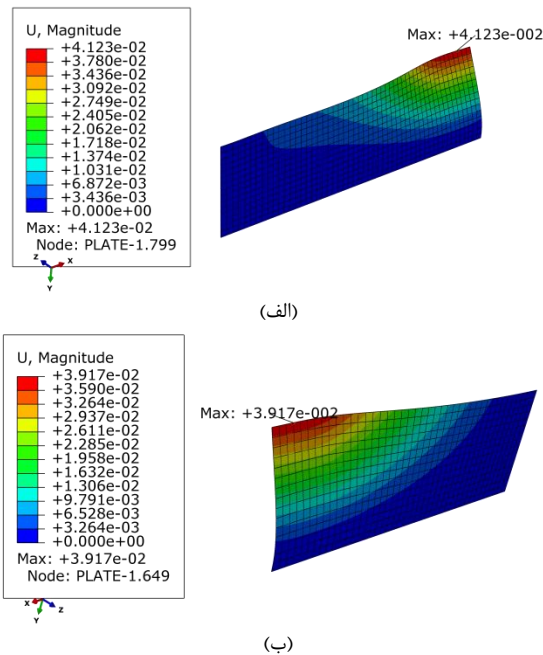 U, Magnitude
+4.123e-02
+3.780e-02
+3.436e-02
+3.092e-02
+2.749e-02
+2.405e-02
+2.062e-02
+1.718e-02
+1.374e-02
+1.031e-02
+6.872e-03
+3.436e-03
+0.000e+00
Max: +4.123e-02
Node: PLATE-1.799
Z X
Y
Max: +4.123e-002
(الف)
U, Magnitude
+3.917e-02
+3.590e-02
+3.264e-02
+2.937e-02
+2.611e-02
+2.285e-02
+1.958e-02
+1.632e-02
+1.306e-02
+9.791e-03
+6.528e-03
+3.264e-03
+0.000e+00
Max: +3.917e-02
Node: PLATE-1.649
X Z
Y
Max: +3.917e-002
(ب)